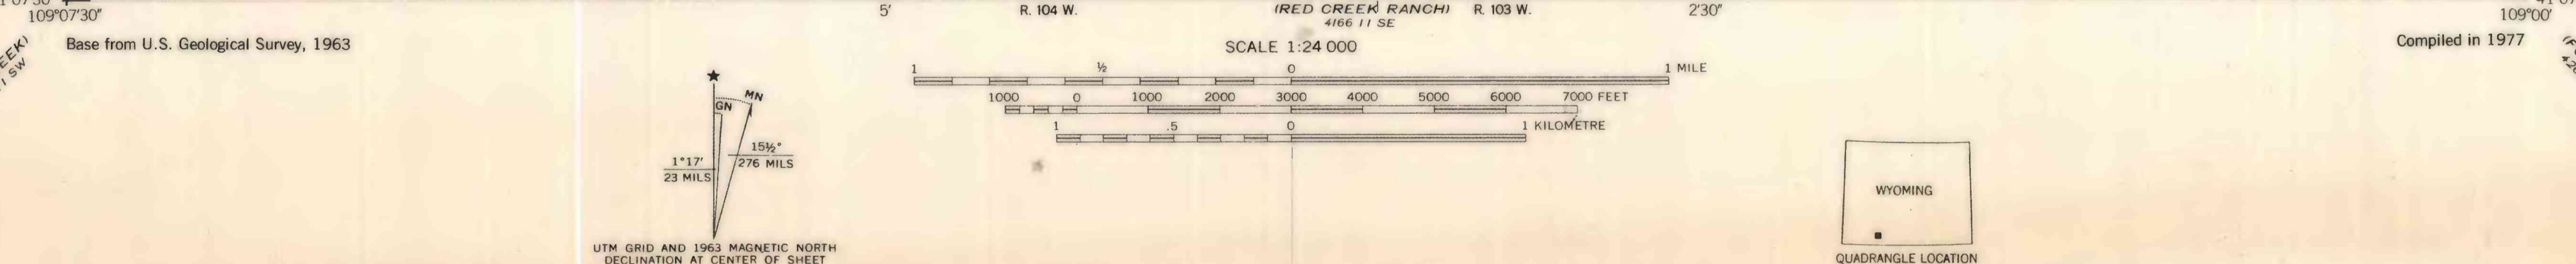 109°07'30"
5'
R. 104 W.
(RED CREEK RANCH)
4166 II SE
R. 103 W.
2'30"
109°00'
EEK)
SW
Base from U.S. Geological Survey, 1963
SCALE 1:24 000
Compiled in 1977
1 ½ 0 1 MILE
1000 0 1000 2000 3000 4000 5000 6000 7000 FEET
1 .5 0 1 KILOMETRE
★
GN
MN
1°17'
23 MILS
15½°
276 MILS
UTM GRID AND 1963 MAGNETIC NORTH
DECLINATION AT CENTER OF SHEET
WYOMING
QUADRANGLE LOCATION